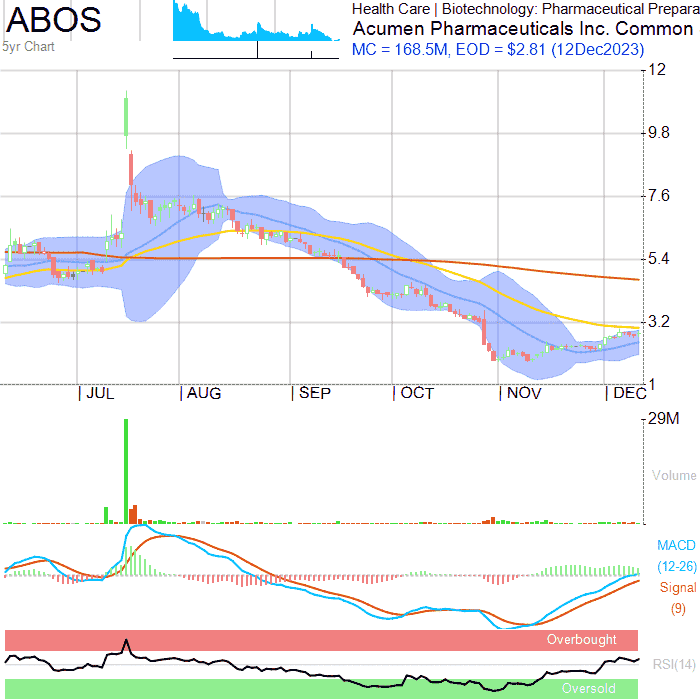 ABOS
5yr Chart
Health Care | Biotechnology: Pharmaceutical Prepara
Acumen Pharmaceuticals Inc. Common
MC = 168.5M, EOD = $2.81 (12Dec2023)
12
9.8
7.6
5.4
3.2
1
| JUL | AUG | SEP | OCT | NOV | DEC
29M
Volume
MACD
(12-26)
Signal
(9)
Overbought
RSI(14)
Oversold